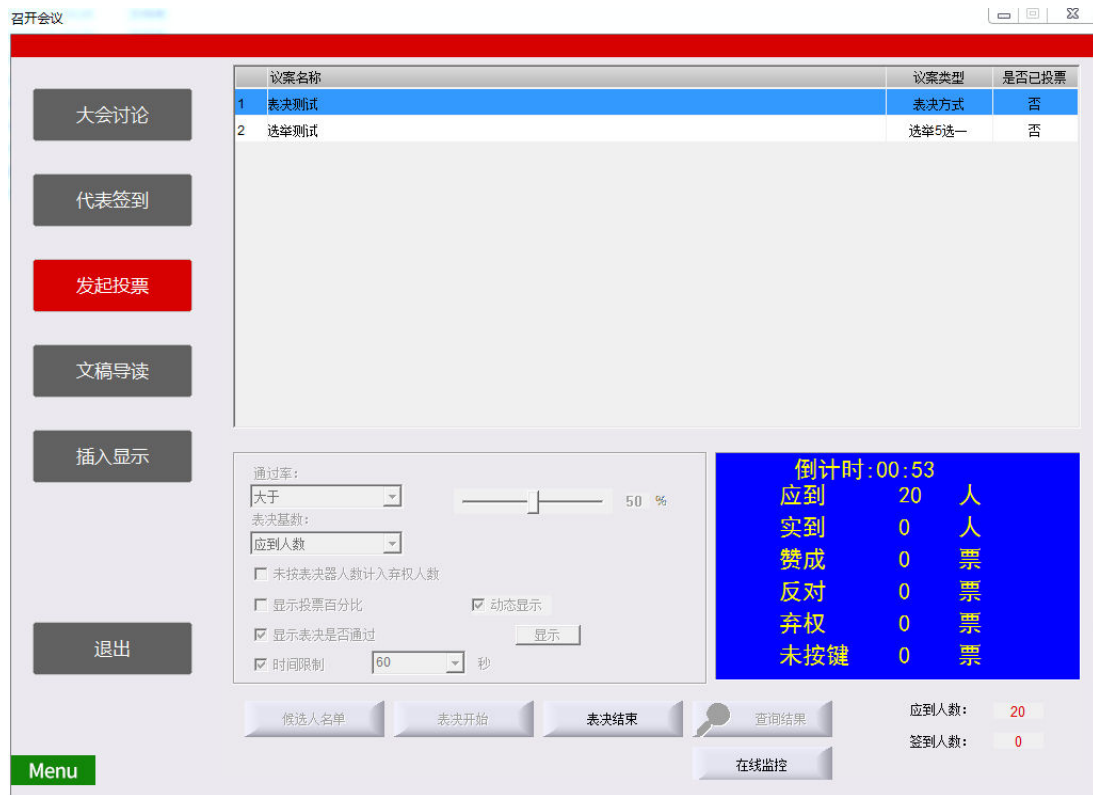 召开会议
议案名称 议案类型 是否已投票
1 表决测试 表决方式 否
2 选举测试 选举5选一 否
大会讨论
代表签到
发起投票
文稿导读
插入显示
退出
Menu
通过率:
大于 50 %
表决基数:
应到人数
未按表决器人数计入弃权人数
显示投票百分比 动态显示
显示表决是否通过 显示
时间限制 60 秒
倒计时:00:53
应到 20 人
实到 0 人
赞成 0 票
反对 0 票
弃权 0 票
未按键 0 票
候选人名单 表决开始 表决结束 查询结果
在线监控
应到人数: 20
签到人数: 0